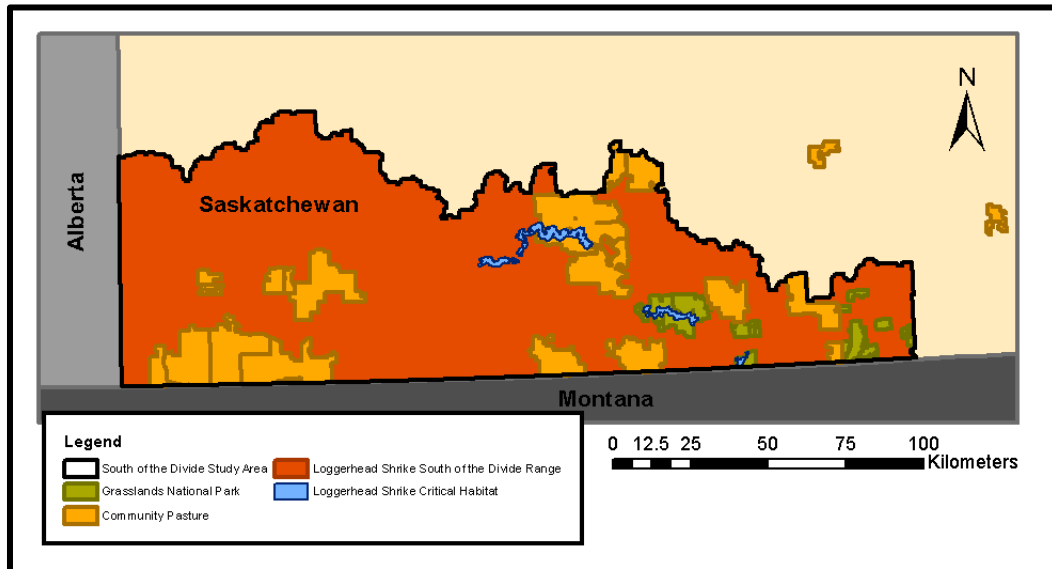 N
Alberta
Saskatchewan
Montana
Legend
South of the Divide Study Area
Loggerhead Shrike South of the Divide Range
Grasslands National Park
Loggerhead Shrike Critical Habitat
Community Pasture
0 12.5 25 50 75 100
Kilometers